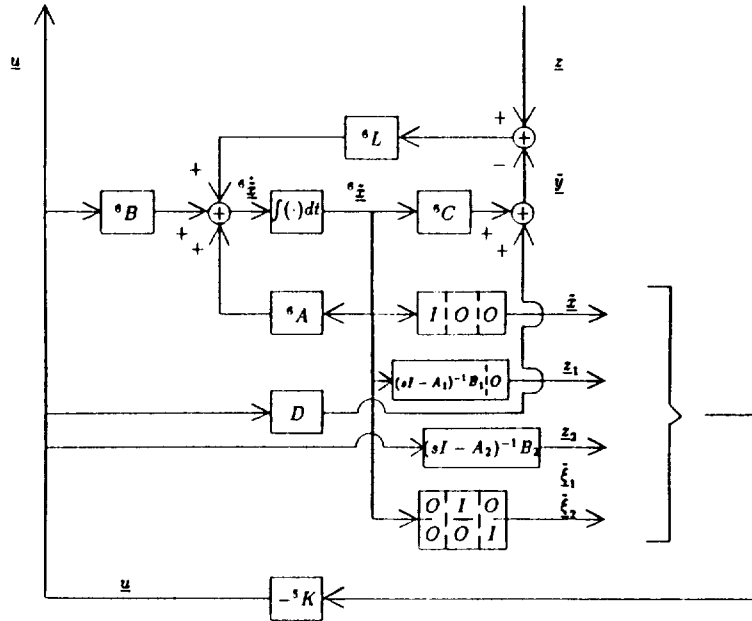 u z
+
⁶L
−
+ ⁶ẋ̂ ⁶x̂ ŷ
⁶B ∫(·)dt ⁶C
+ + + +
+
⁶A I O O x̂
(sI − A₁)⁻¹B₁ O z₁
D
(sI − A₂)⁻¹B₂ z₂
ξ̂₁
O I O ξ̂₂
O O I
u
−⁵K